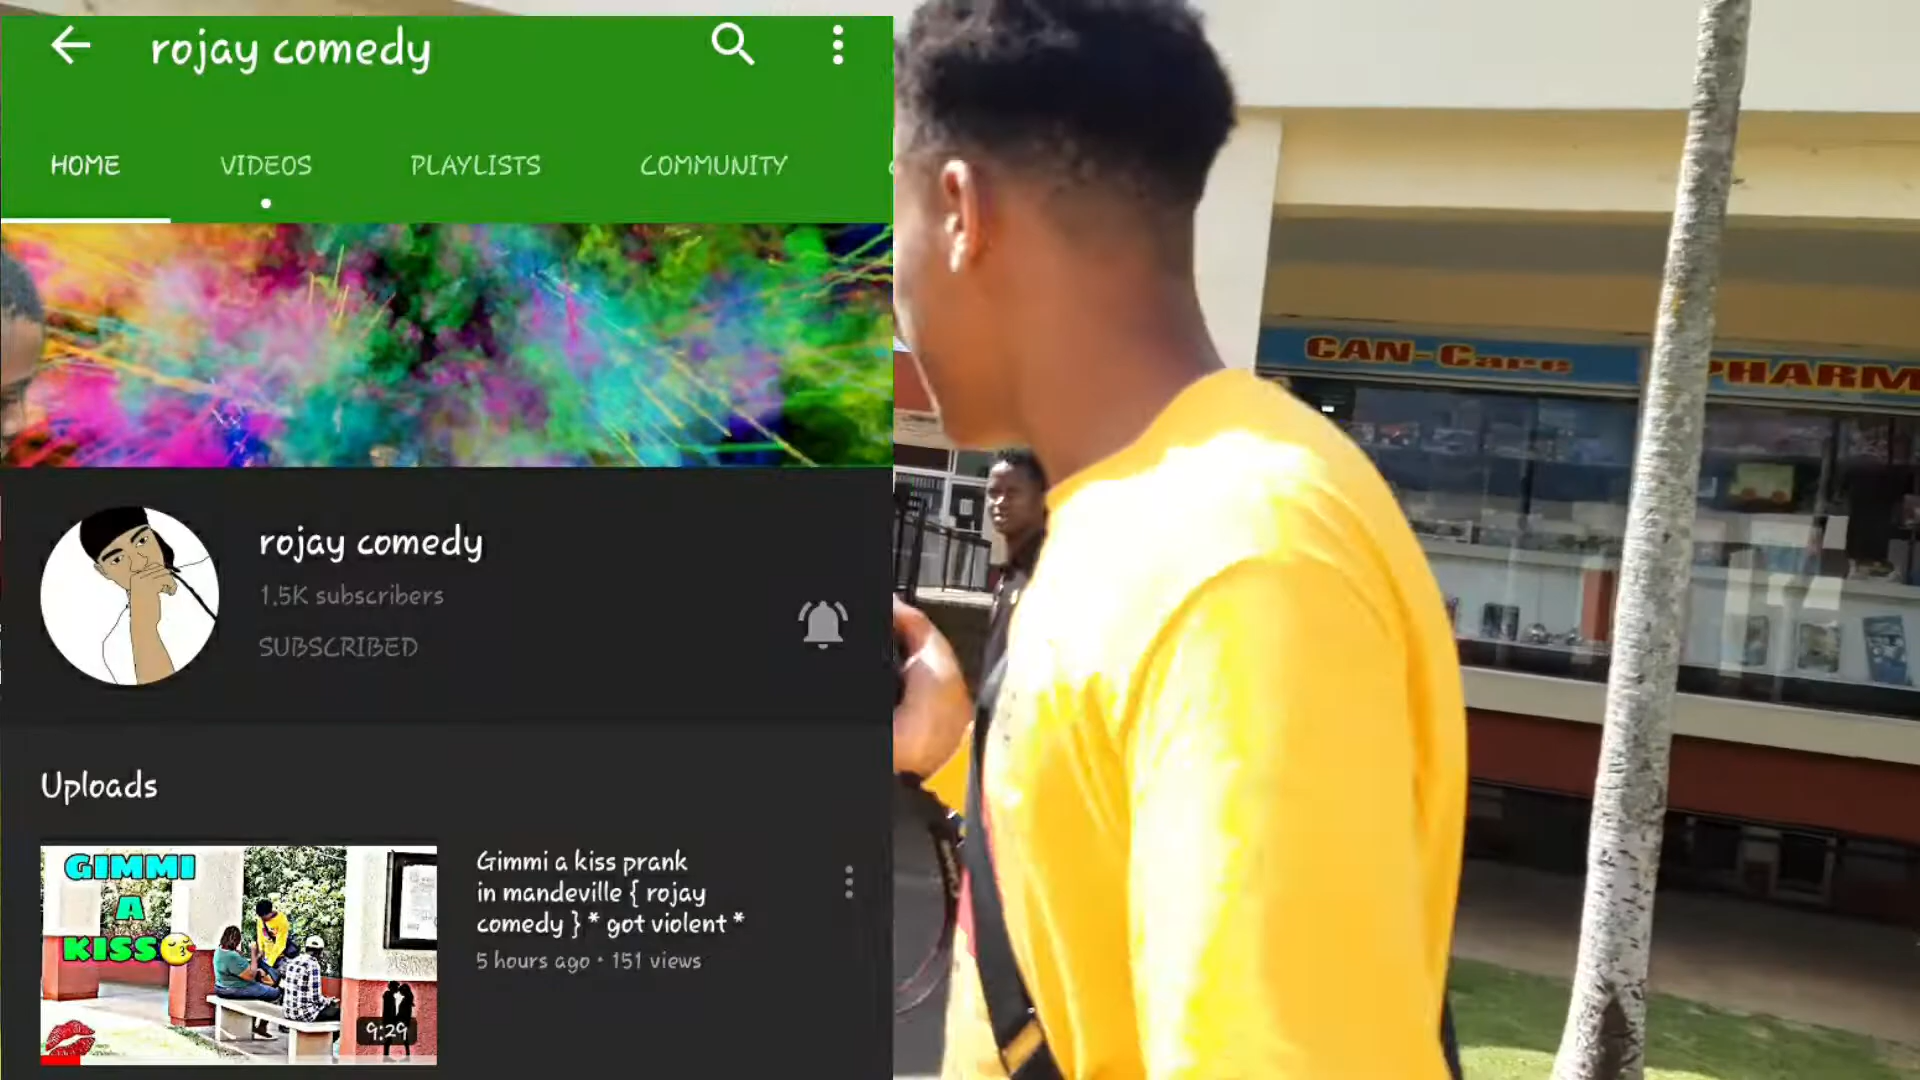 rojay comedy
HOME VIDEOS PLAYLISTS COMMUNITY
rojay comedy
1.5K subscribers
SUBSCRIBED
Uploads
GIMMI
A
KISS
9:29
Gimmi a kiss prank
in mandeville { rojay
comedy } * got violent *
5 hours ago • 151 views
CAN-Care PHARM